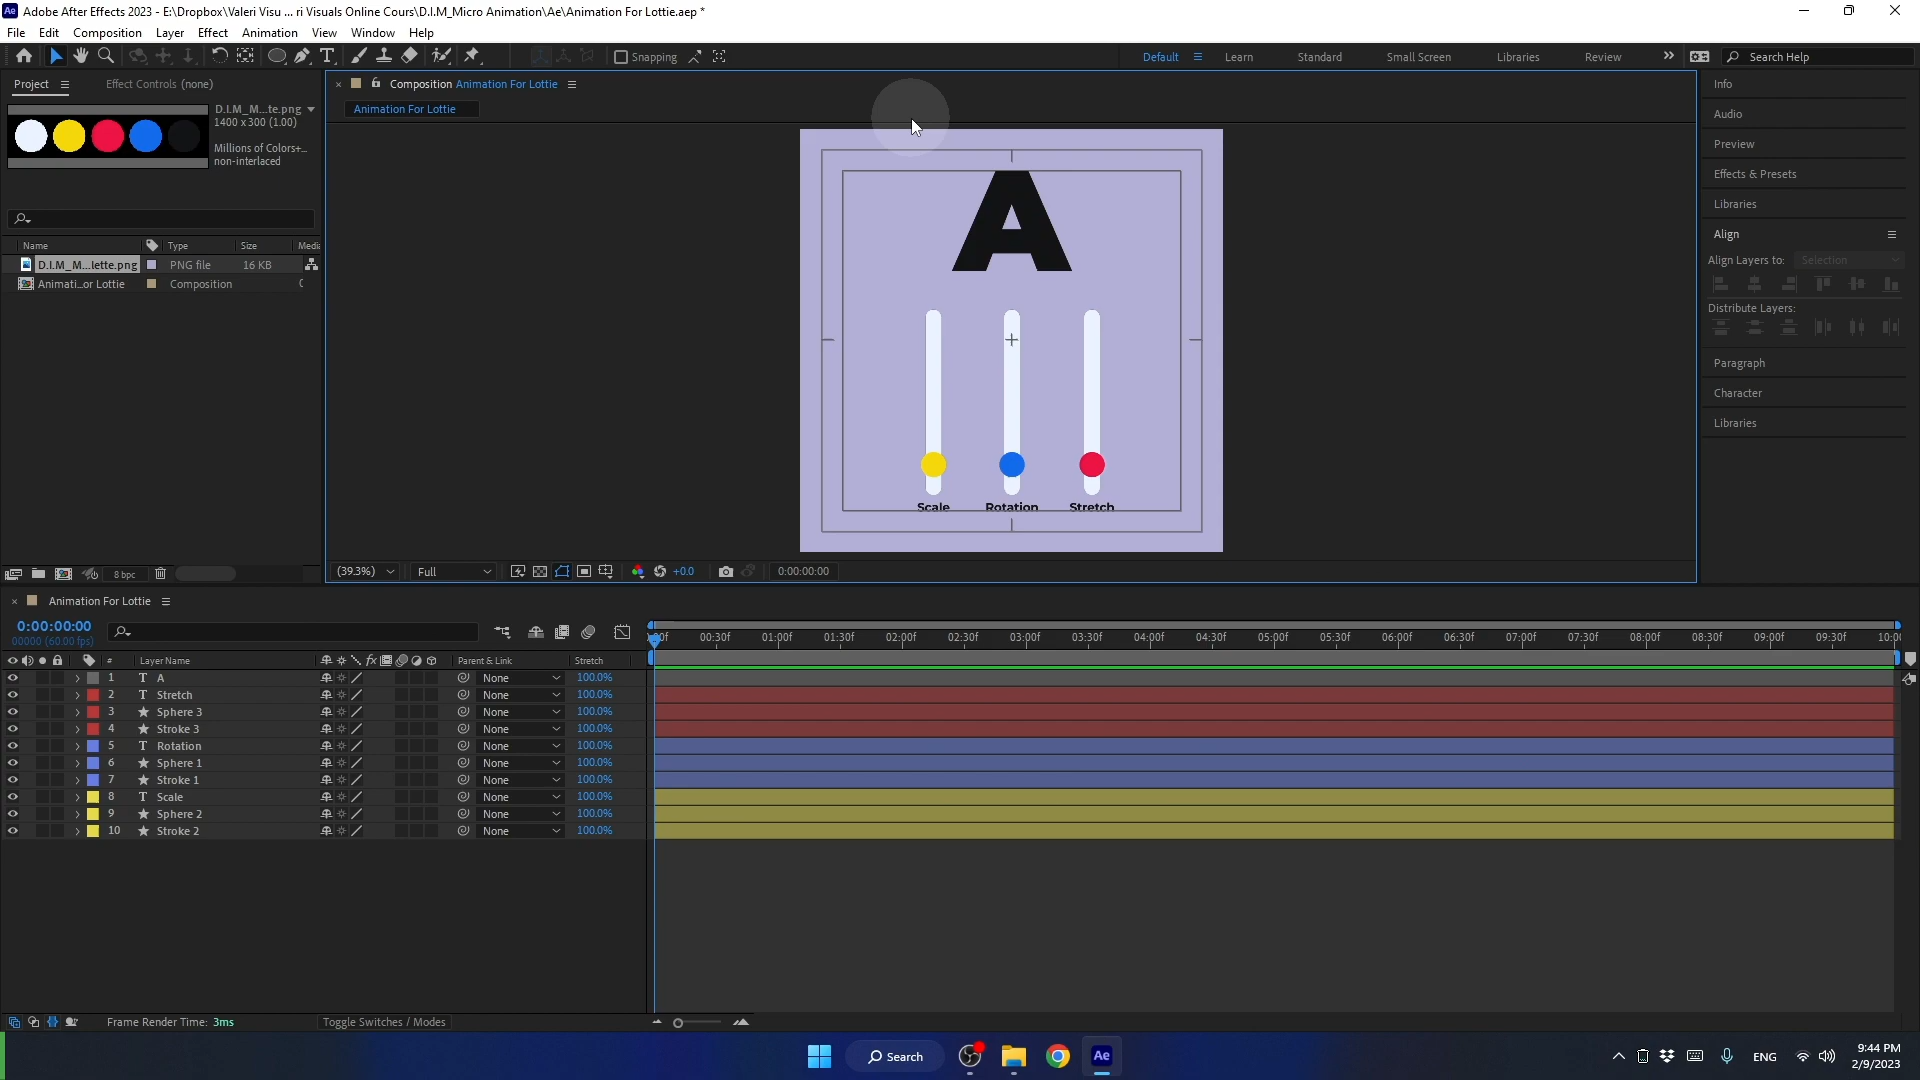 Adobe After Effects 2023 - E:\Dropbox\Valeri Visu ... ri Visuals Online Cours\D.I.M_Micro Animation\Ae\Animation For Lottie.aep *
File Edit Composition Layer Effect Animation View Window Help
Snapping Default Learn Standard Small Screen Libraries Review Search Help
Project Effect Controls (none)
D.I.M_M...te.png
1400 x 300 (1.00)
Millions of Colors+...
non-interlaced
Name Type Size Media
D.I.M_M...lette.png PNG file 16 KB
Animati...or Lottie Composition
8 bpc
Composition Animation For Lottie
Animation For Lottie
A
Scale Rotation Stretch
(39.3%) Full +0.0 0:00:00:00
Info
Audio
Preview
Effects & Presets
Libraries
Align
Align Layers to: Selection
Distribute Layers:
Paragraph
Character
Libraries
Animation For Lottie
0:00:00:00
00000 (60.00 fps)
:00f 00:30f 01:00f 01:30f 02:00f 02:30f 03:00f 03:30f 04:00f 04:30f 05:00f 05:30f 06:00f 06:30f 07:00f 07:30f 08:00f 08:30f 09:00f 09:30f 10:00
# Layer Name fx Parent & Link Stretch
1 T A None 100.0%
2 T Stretch None 100.0%
3 Sphere 3 None 100.0%
4 Stroke 3 None 100.0%
5 T Rotation None 100.0%
6 Sphere 1 None 100.0%
7 Stroke 1 None 100.0%
8 T Scale None 100.0%
9 Sphere 2 None 100.0%
10 Stroke 2 None 100.0%
Frame Render Time: 3ms Toggle Switches / Modes
Search Ae ENG 9:44 PM
2/9/2023